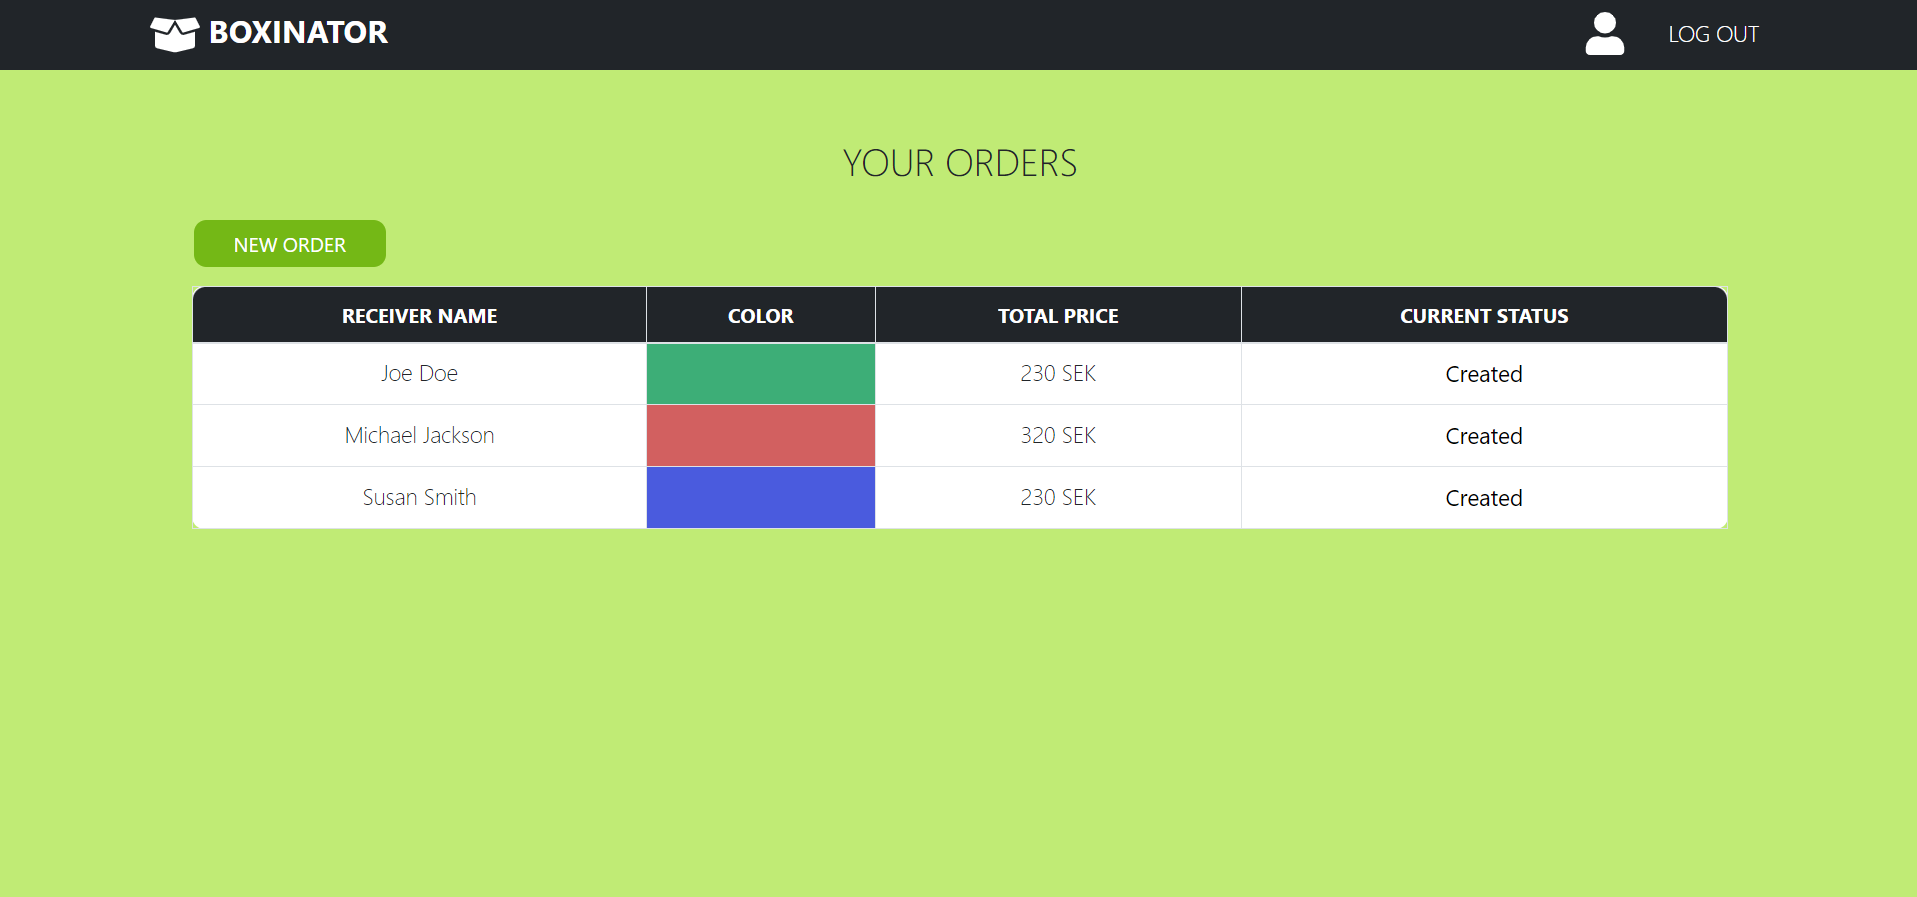 BOXINATOR LOG OUT
YOUR ORDERS
NEW ORDER
RECEIVER NAME COLOR TOTAL PRICE CURRENT STATUS
Joe Doe 230 SEK Created
Michael Jackson 320 SEK Created
Susan Smith 230 SEK Created